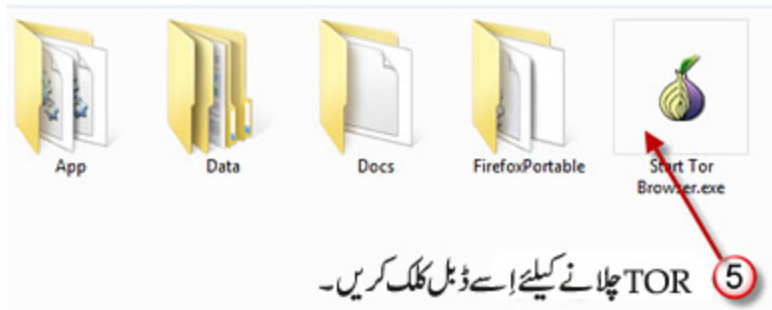 App
Data
Docs
FirefoxPortable
Start Tor
Browser.exe
5
TOR چلانے کیلئے اِسے ڈبل کلک کریں۔